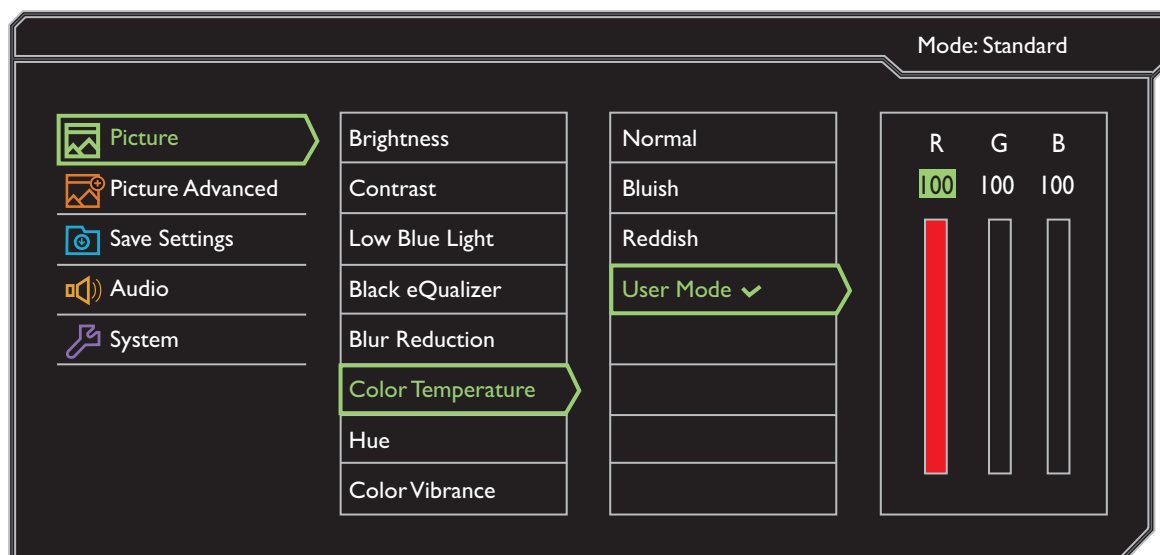 Mode: Standard
Picture
Picture Advanced
Save Settings
Audio
System
Brightness
Contrast
Low Blue Light
Black eQualizer
Blur Reduction
Color Temperature
Hue
Color Vibrance
Normal
Bluish
Reddish
User Mode
R G B
100 100 100